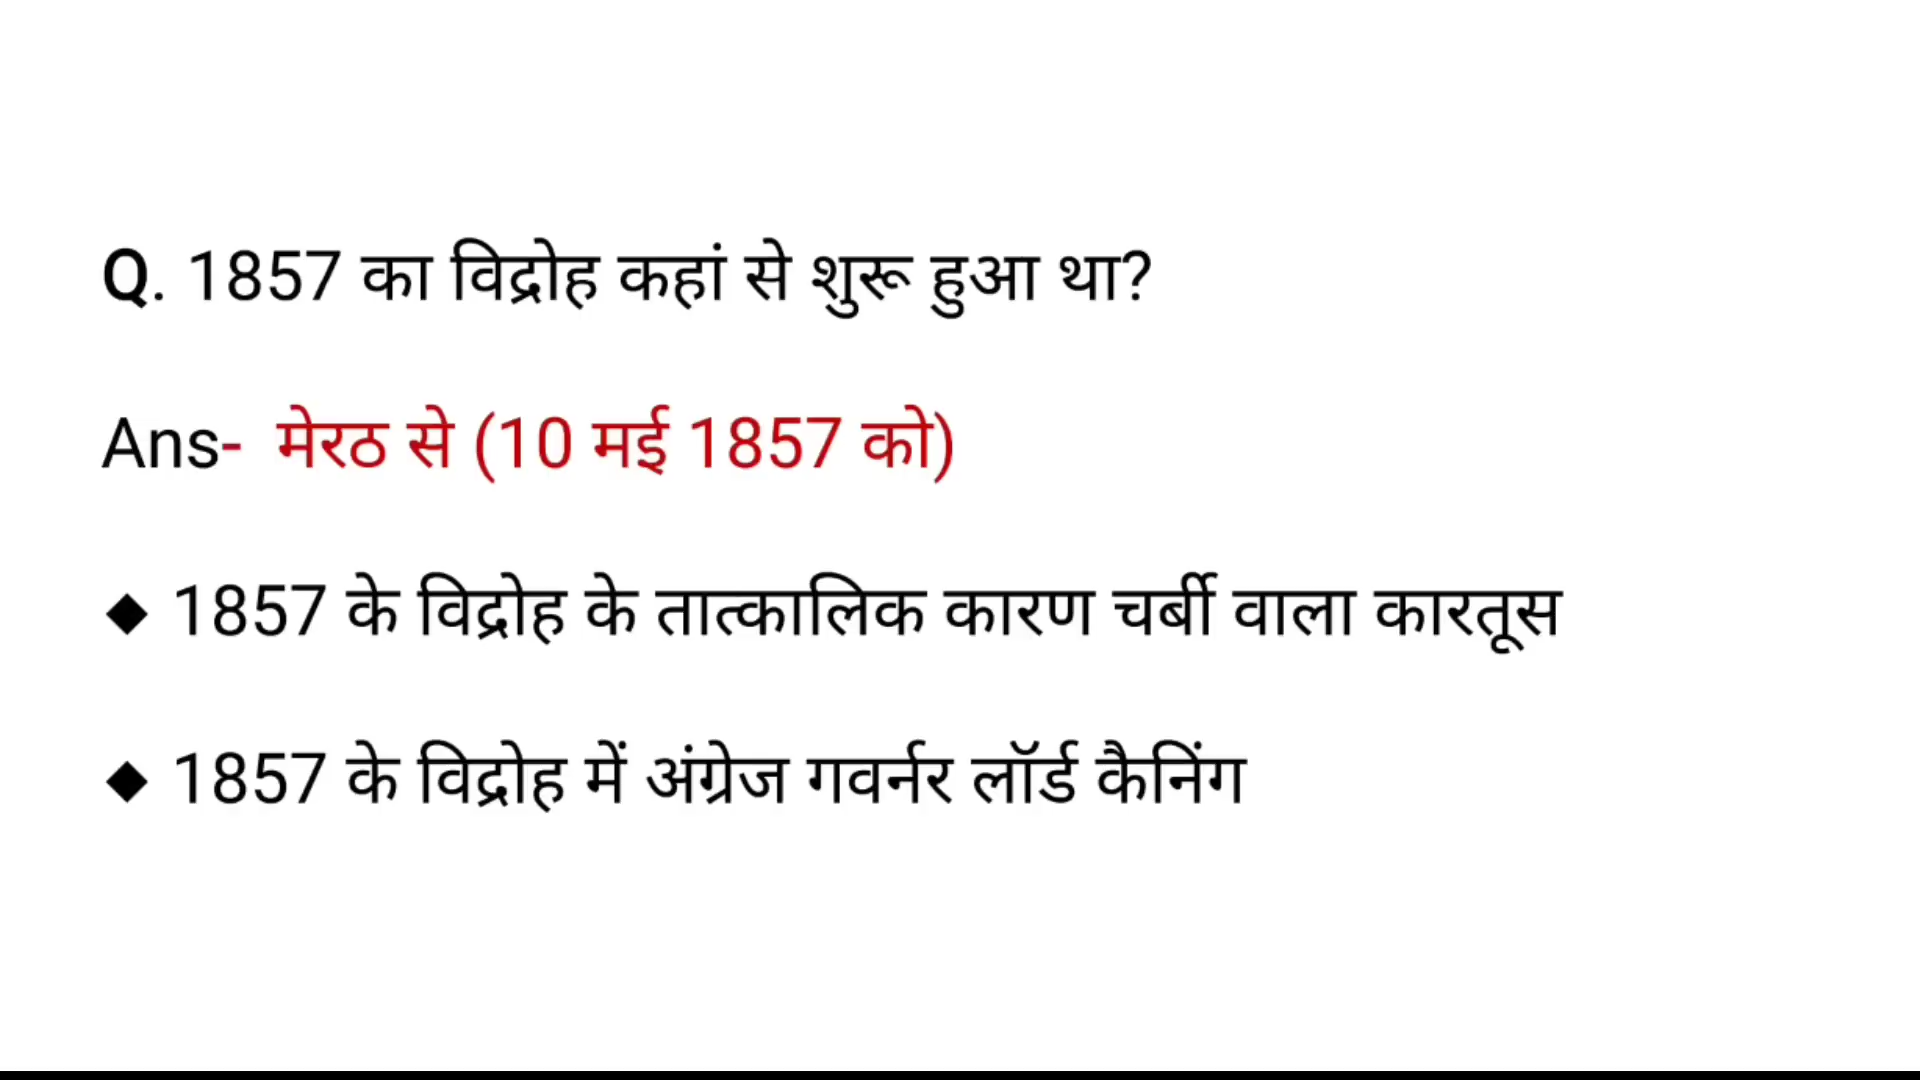 Q. 1857 का विद्रोह कहां से शुरू हुआ था?
Ans- मेरठ से (10 मई 1857 को)
◆ 1857 के विद्रोह के तात्कालिक कारण चर्बी वाला कारतूस
◆ 1857 के विद्रोह में अंग्रेज गवर्नर लॉर्ड कैनिंग